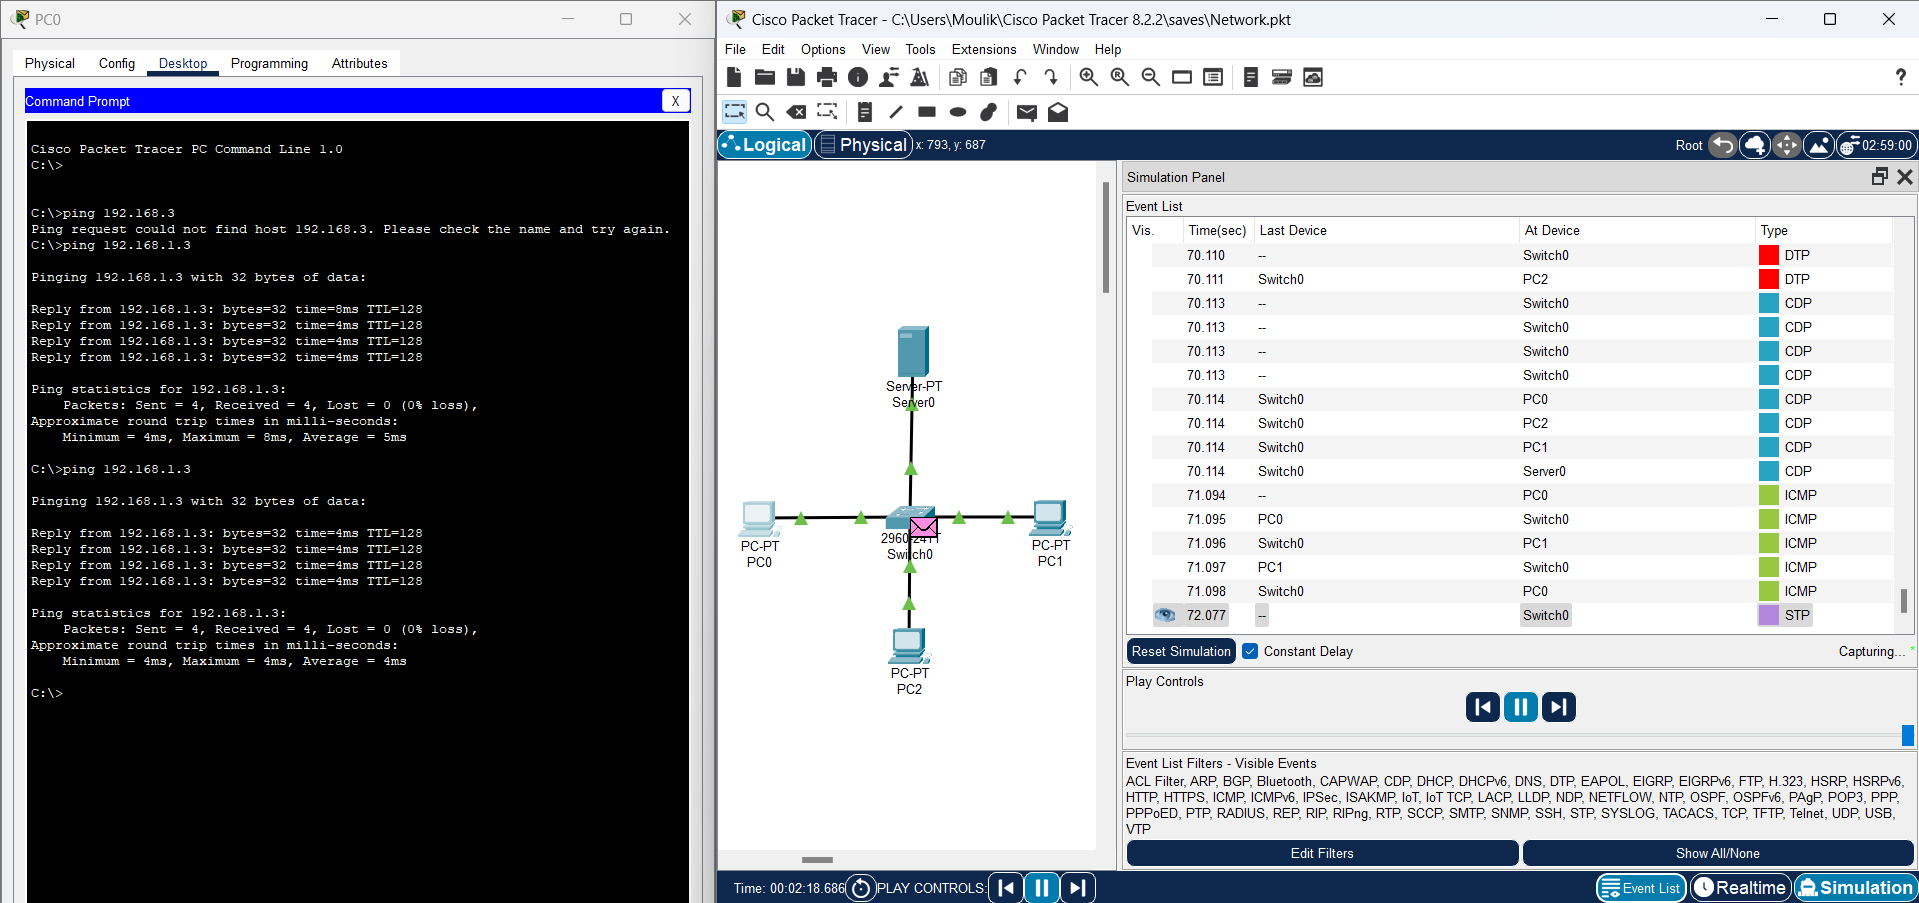 PC0
Physical Config Desktop Programming Attributes
Command Prompt
X
Cisco Packet Tracer PC Command Line 1.0
C:\>
C:\>ping 192.168.3
Ping request could not find host 192.168.3. Please check the name and try again.
C:\>ping 192.168.1.3
Pinging 192.168.1.3 with 32 bytes of data:
Reply from 192.168.1.3: bytes=32 time=8ms TTL=128
Reply from 192.168.1.3: bytes=32 time=4ms TTL=128
Reply from 192.168.1.3: bytes=32 time=4ms TTL=128
Reply from 192.168.1.3: bytes=32 time=4ms TTL=128
Ping statistics for 192.168.1.3:
Packets: Sent = 4, Received = 4, Lost = 0 (0% loss),
Approximate round trip times in milli-seconds:
Minimum = 4ms, Maximum = 8ms, Average = 5ms
C:\>ping 192.168.1.3
Pinging 192.168.1.3 with 32 bytes of data:
Reply from 192.168.1.3: bytes=32 time=4ms TTL=128
Reply from 192.168.1.3: bytes=32 time=4ms TTL=128
Reply from 192.168.1.3: bytes=32 time=4ms TTL=128
Reply from 192.168.1.3: bytes=32 time=4ms TTL=128
Ping statistics for 192.168.1.3:
Packets: Sent = 4, Received = 4, Lost = 0 (0% loss),
Approximate round trip times in milli-seconds:
Minimum = 4ms, Maximum = 4ms, Average = 4ms
C:\>
Cisco Packet Tracer - C:\Users\Moulik\Cisco Packet Tracer 8.2.2\saves\Network.pkt
File Edit Options View Tools Extensions Window Help
?
Logical Physical x: 793, y: 687
Root 02:59:00
Server-PT
Server0
PC-PT
PC0
2960-24TT
Switch0
PC-PT
PC1
PC-PT
PC2
Simulation Panel
Event List
Vis. Time(sec) Last Device At Device Type
70.110 -- Switch0 DTP
70.111 Switch0 PC2 DTP
70.113 -- Switch0 CDP
70.113 -- Switch0 CDP
70.113 -- Switch0 CDP
70.113 -- Switch0 CDP
70.114 Switch0 PC0 CDP
70.114 Switch0 PC2 CDP
70.114 Switch0 PC1 CDP
70.114 Switch0 Server0 CDP
71.094 -- PC0 ICMP
71.095 PC0 Switch0 ICMP
71.096 Switch0 PC1 ICMP
71.097 PC1 Switch0 ICMP
71.098 Switch0 PC0 ICMP
72.077 -- Switch0 STP
Reset Simulation Constant Delay Capturing... *
Play Controls
Event List Filters - Visible Events
ACL Filter, ARP, BGP, Bluetooth, CAPWAP, CDP, DHCP, DHCPv6, DNS, DTP, EAPOL, EIGRP, EIGRPv6, FTP, H.323, HSRP, HSRPv6,
HTTP, HTTPS, ICMP, ICMPv6, IPSec, ISAKMP, IoT, IoT TCP, LACP, LLDP, NDP, NETFLOW, NTP, OSPF, OSPFv6, PAgP, POP3, PPP,
PPPoED, PTP, RADIUS, REP, RIP, RIPng, RTP, SCCP, SMTP, SNMP, SSH, STP, SYSLOG, TACACS, TCP, TFTP, Telnet, UDP, USB,
VTP
Edit Filters Show All/None
Time: 00:02:18.686 PLAY CONTROLS:
Event List Realtime Simulation